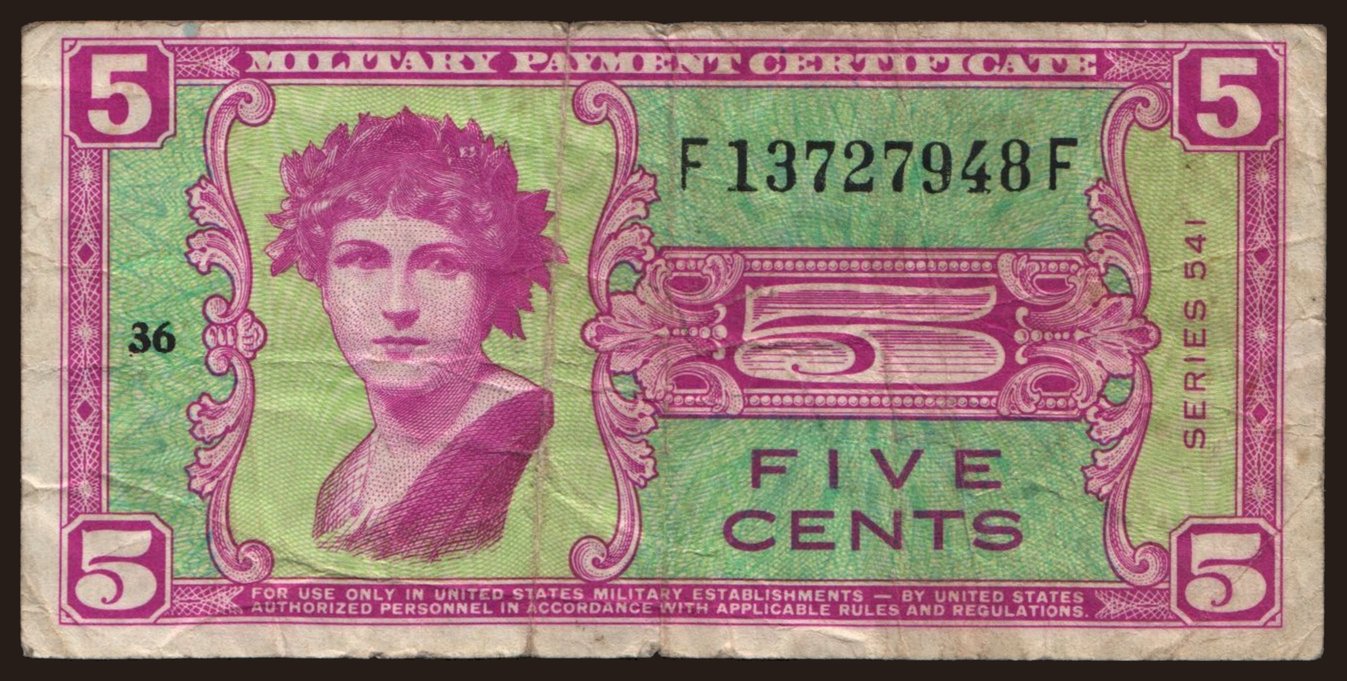 5 MILITARY PAYMENT CERTIFICATE 5
F13727948F
SERIES 541
36
5
FIVE
CENTS
5 5
FOR USE ONLY IN UNITED STATES MILITARY ESTABLISHMENTS — BY UNITED STATES
AUTHORIZED PERSONNEL IN ACCORDANCE WITH APPLICABLE RULES AND REGULATIONS.